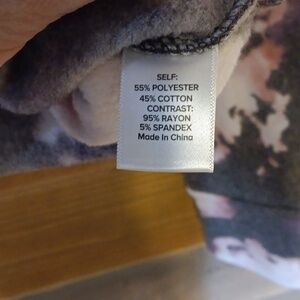 SELF:
55% POLYESTER
45% COTTON
CONTRAST:
95% RAYON
5% SPANDEX
Made In China